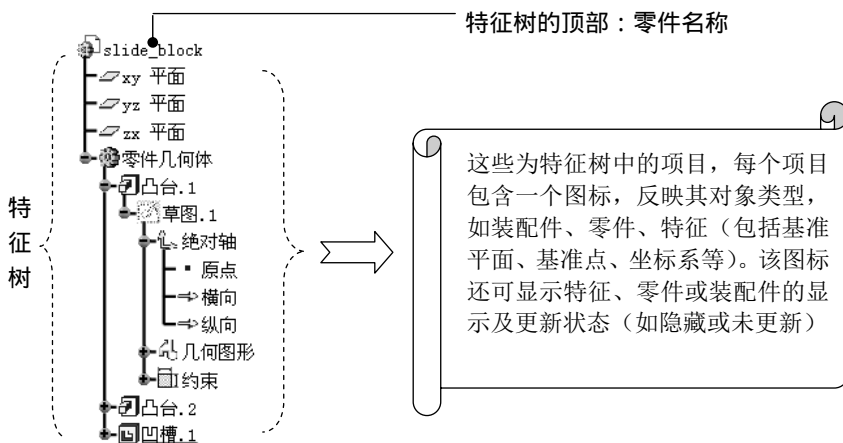 特征树的顶部：零件名称
slide_block
xy 平面
yz 平面
zx 平面
零件几何体
凸台.1
草图.1
绝对轴
原点
横向
纵向
几何图形
约束
凸台.2
凹槽.1
特征树
这些为特征树中的项目，每个项目
包含一个图标，反映其对象类型，
如装配件、零件、特征（包括基准
平面、基准点、坐标系等）。该图标
还可显示特征、零件或装配件的显
示及更新状态（如隐藏或未更新）